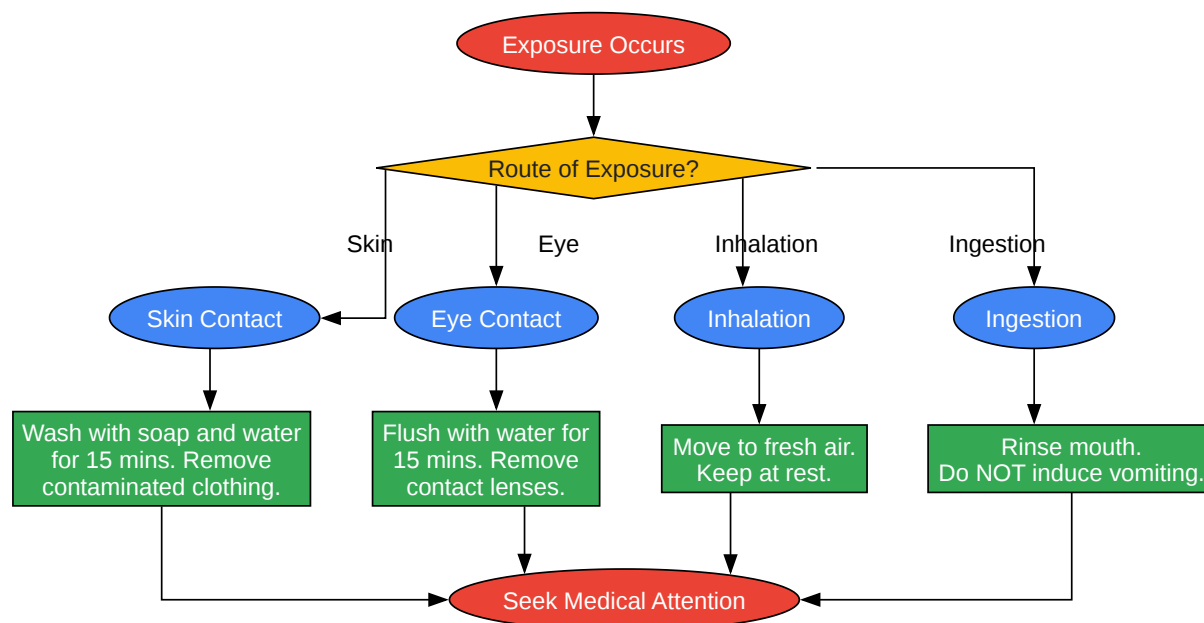 Exposure Occurs
Route of Exposure?
Skin
Eye
Inhalation
Ingestion
Skin Contact
Eye Contact
Inhalation
Ingestion
Wash with soap and water
for 15 mins. Remove
contaminated clothing.
Flush with water for
15 mins. Remove
contact lenses.
Move to fresh air.
Keep at rest.
Rinse mouth.
Do NOT induce vomiting.
Seek Medical Attention